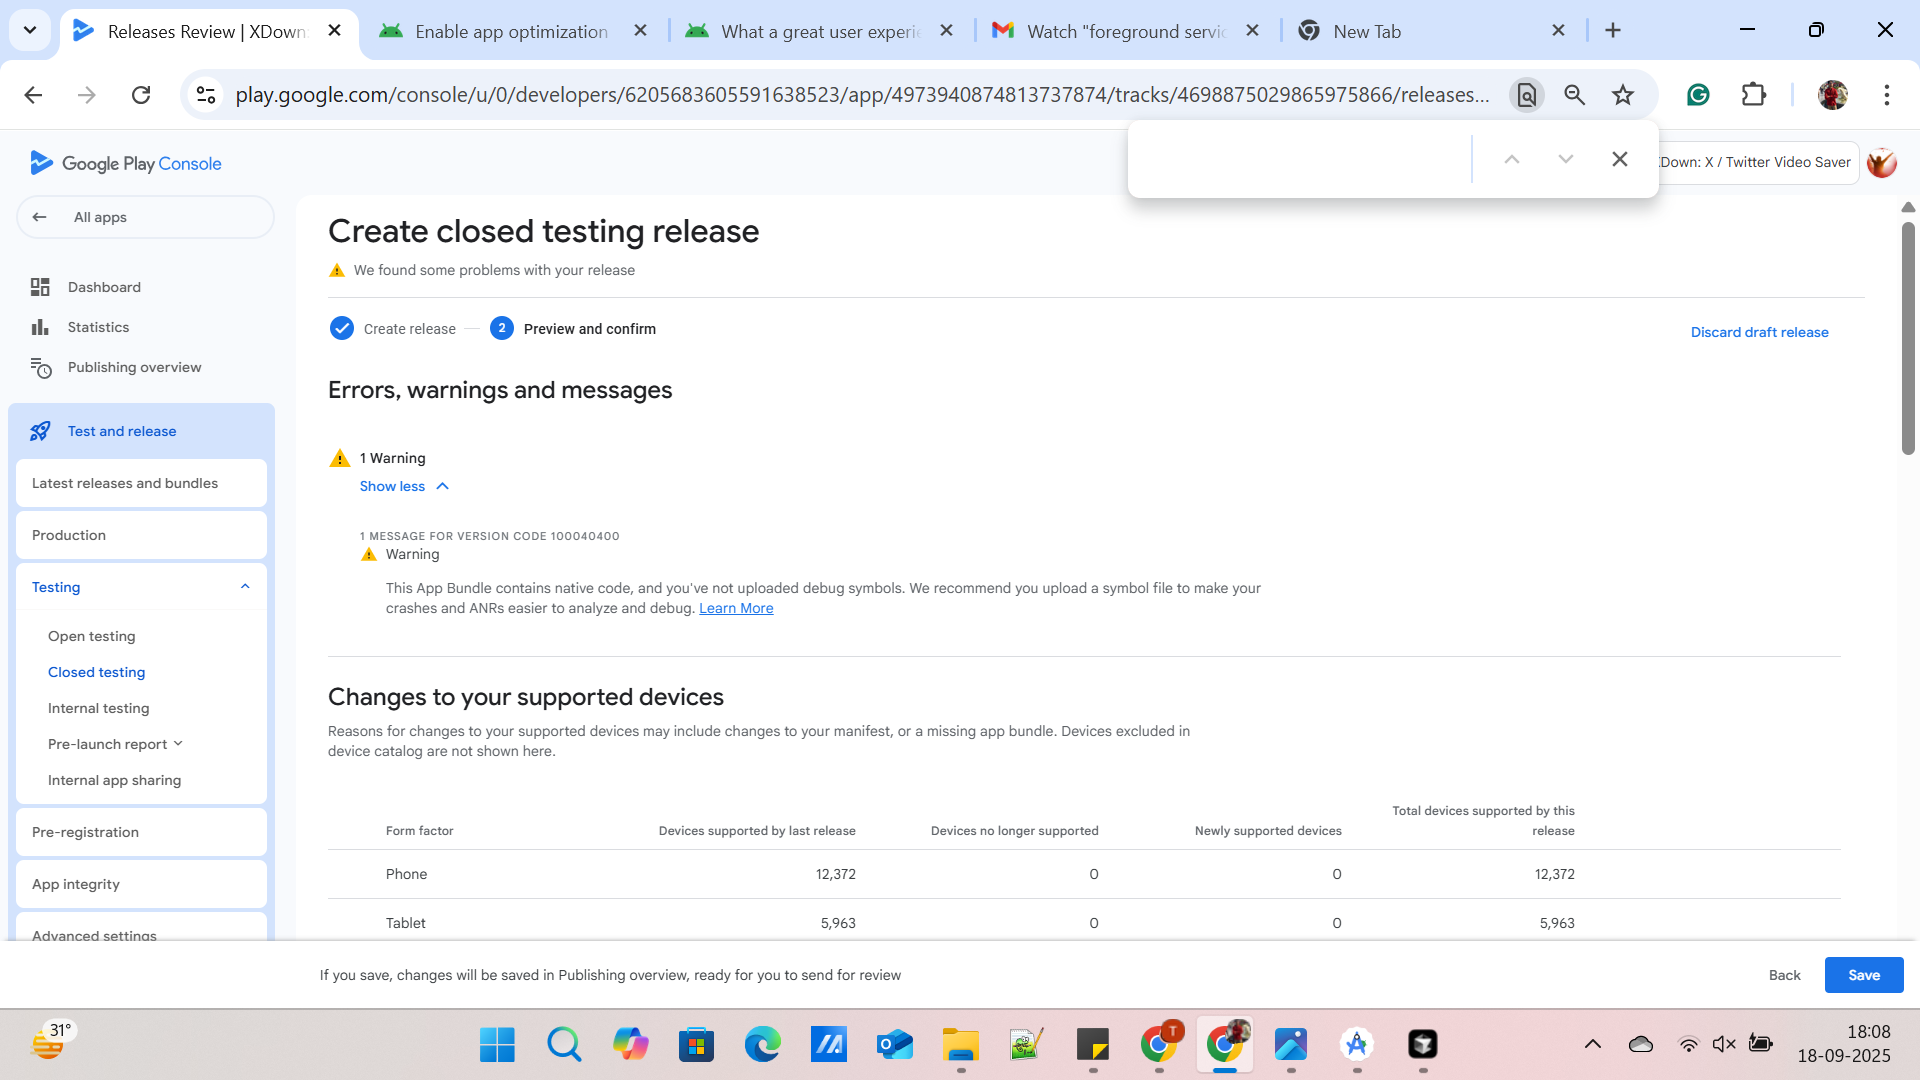 Releases Review | XDown:
Enable app optimization
What a great user experie
Watch "foreground servic
New Tab
play.google.com/console/u/0/developers/6205683605591638523/app/4973940874813737874/tracks/4698875029865975866/releases...
Google Play Console
Down: X / Twitter Video Saver
All apps
Dashboard
Statistics
Publishing overview
Test and release
Latest releases and bundles
Production
Testing
Open testing
Closed testing
Internal testing
Pre-launch report
Internal app sharing
Pre-registration
App integrity
Advanced settings
Create closed testing release
We found some problems with your release
Create release
2
Preview and confirm
Discard draft release
Errors, warnings and messages
1 Warning
Show less
1 MESSAGE FOR VERSION CODE 100040400
Warning
This App Bundle contains native code, and you've not uploaded debug symbols. We recommend you upload a symbol file to make your
crashes and ANRs easier to analyze and debug. Learn More
Changes to your supported devices
Reasons for changes to your supported devices may include changes to your manifest, or a missing app bundle. Devices excluded in
device catalog are not shown here.
Form factor Devices supported by last release Devices no longer supported Newly supported devices Total devices supported by this
release
Phone 12,372 0 0 12,372
Tablet 5,963 0 0 5,963
If you save, changes will be saved in Publishing overview, ready for you to send for review
Back
Save
31°
T
18:08
18-09-2025